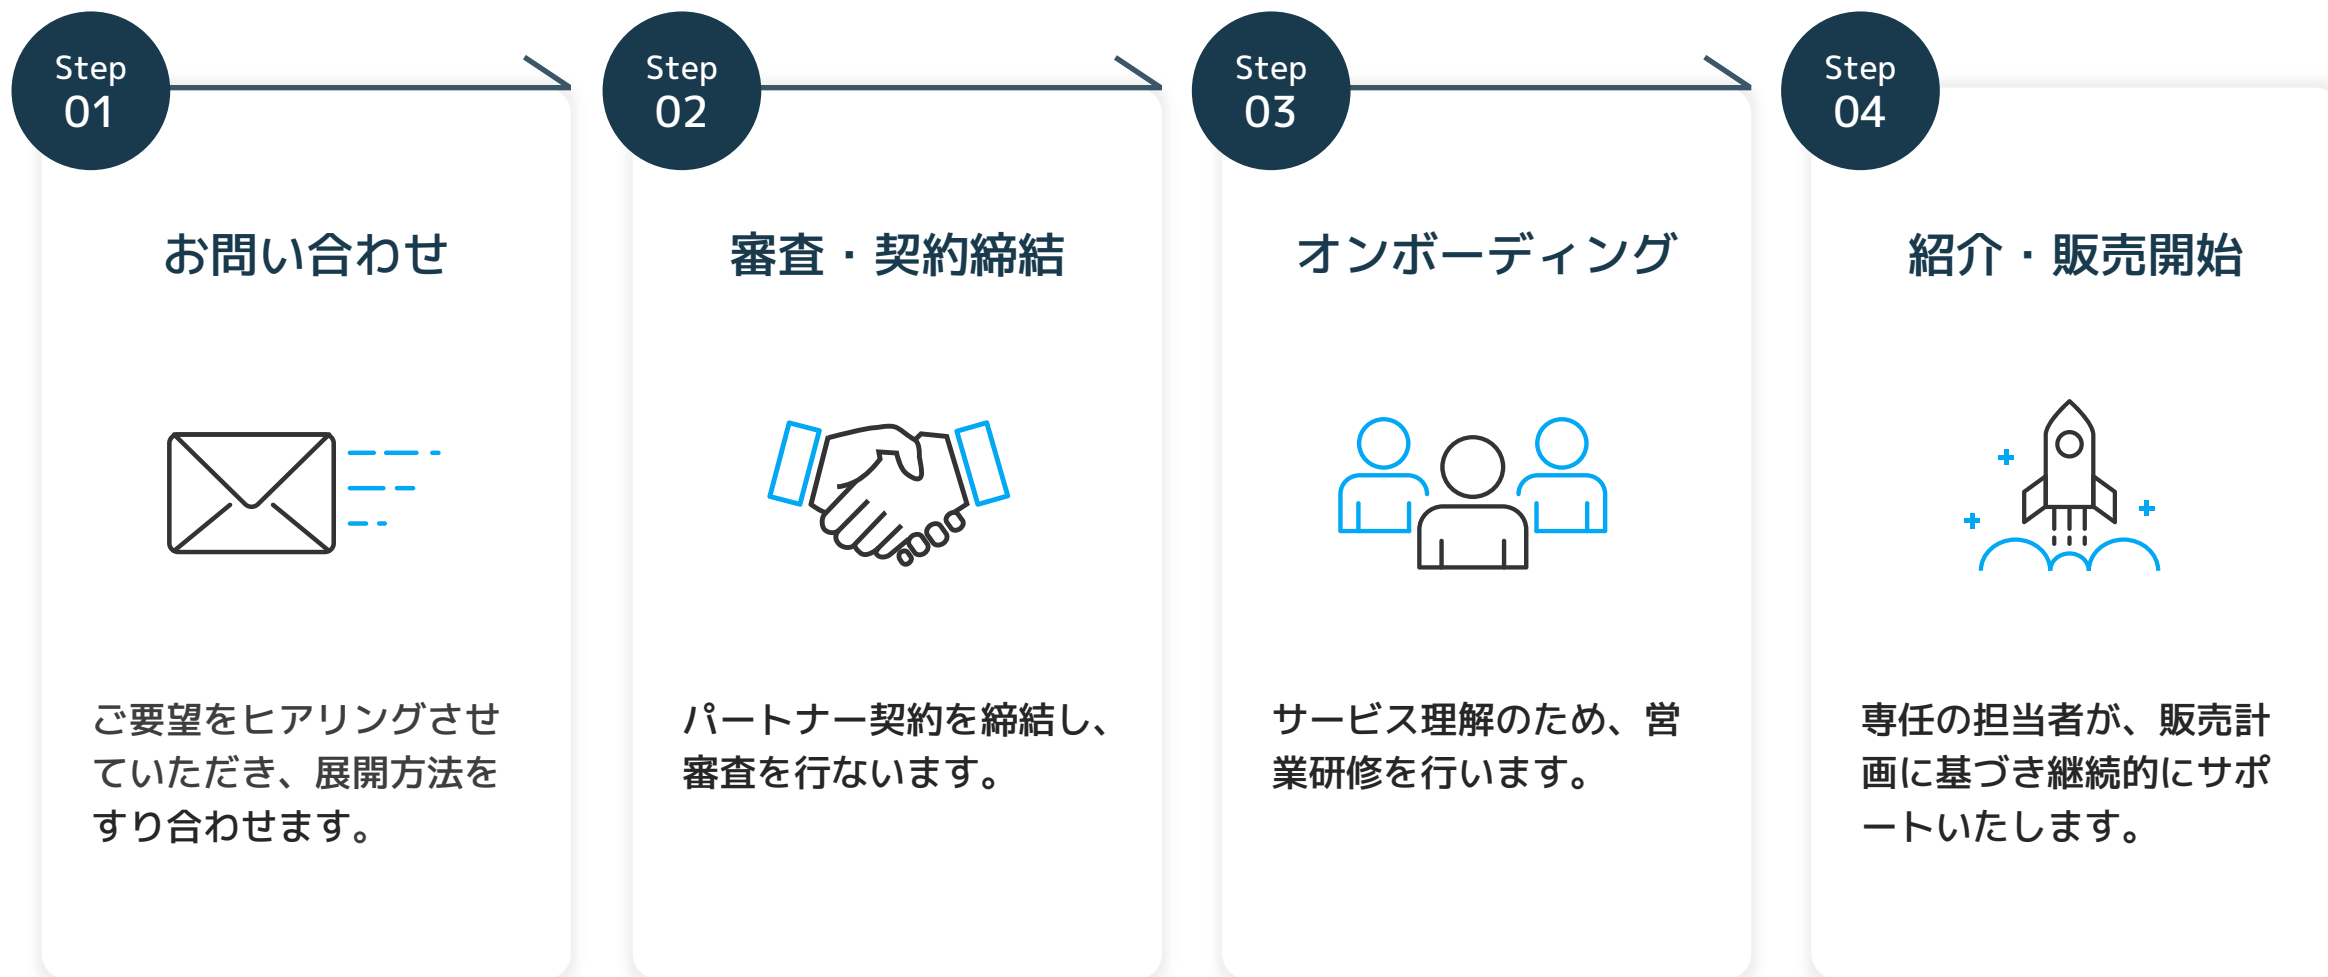 Step
01
お問い合わせ
ご要望をヒアリングさせ
ていただき、展開方法を
すり合わせます。
Step
02
審査・契約締結
パートナー契約を締結し、
審査を行ないます。
Step
03
オンボーディング
サービス理解のため、営
業研修を行います。
Step
04
紹介・販売開始
専任の担当者が、販売計
画に基づき継続的にサポ
ートいたします。